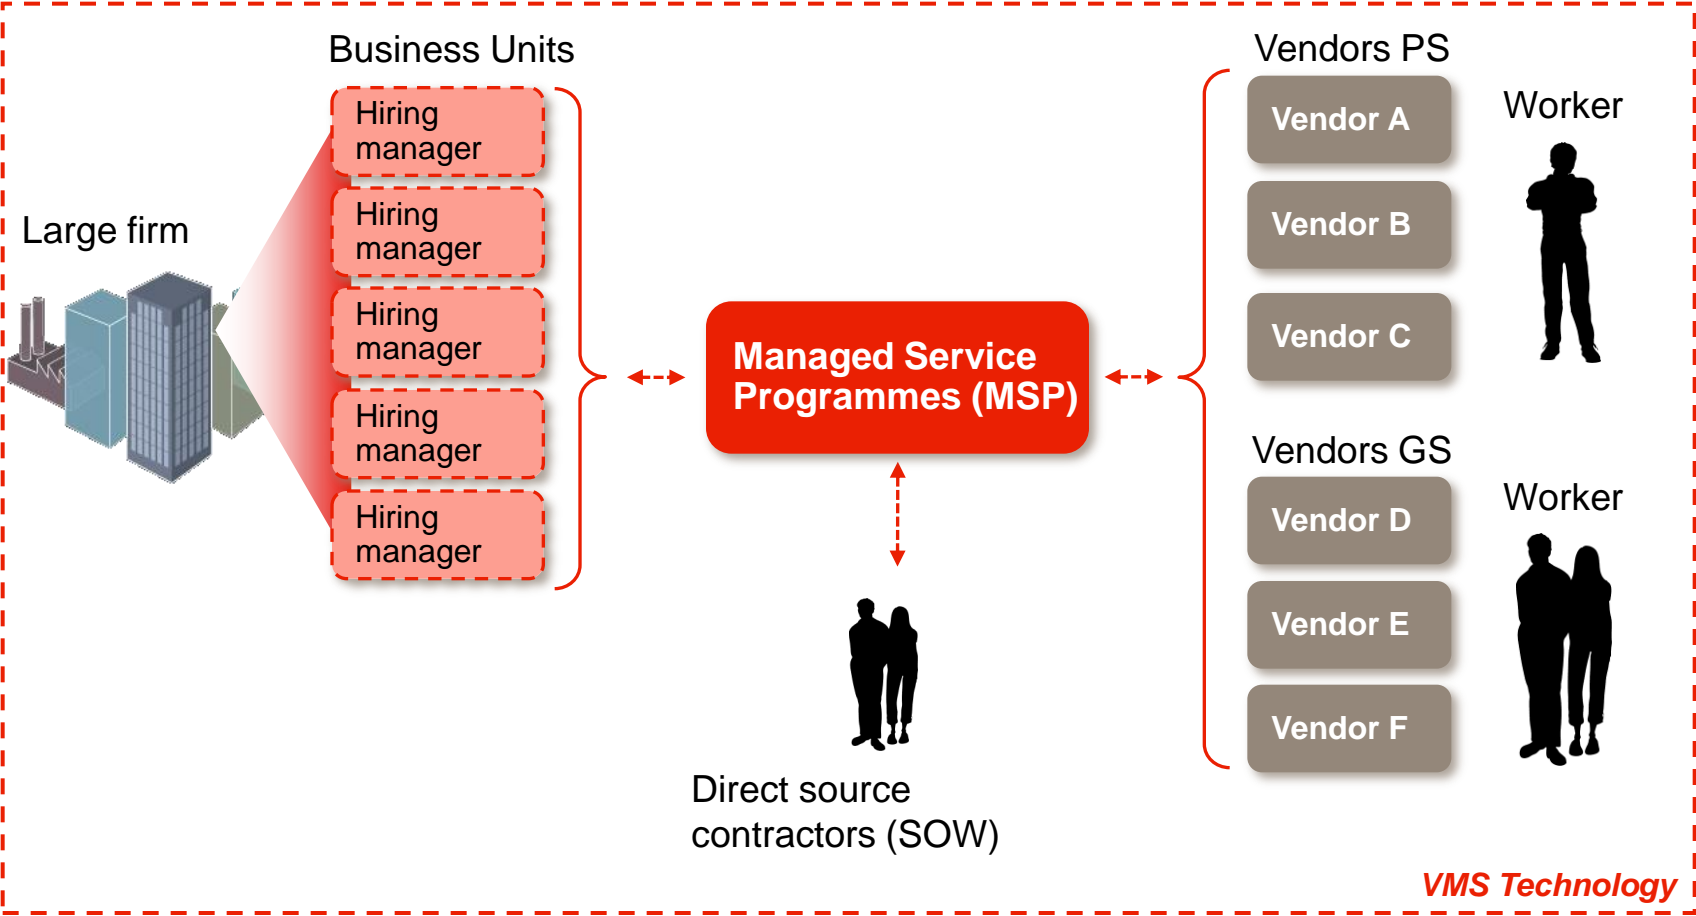 Large firm
Business Units
Hiring
manager
Hiring
manager
Hiring
manager
Hiring
manager
Hiring
manager
Managed Service
Programmes (MSP)
Direct source
contractors (SOW)
Vendors PS
Vendor A
Vendor B
Vendor C
Worker
Vendors GS
Vendor D
Vendor E
Vendor F
Worker
VMS Technology